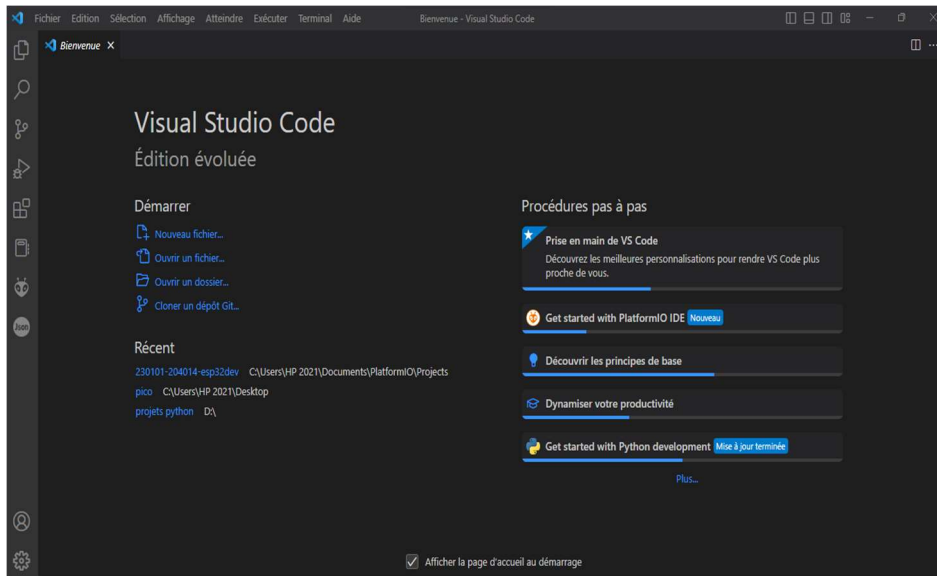 Fichier Edition Sélection Affichage Atteindre Exécuter Terminal Aide Bienvenue - Visual Studio Code
Bienvenue
Visual Studio Code
Édition évoluée
Démarrer
Nouveau fichier...
Ouvrir un fichier...
Ouvrir un dossier...
Cloner un dépôt Git...
Récent
230101-204014-esp32dev C:\Users\HP 2021\Documents\PlatformIO\Projects
pico C:\Users\HP 2021\Desktop
projets python D:\
Procédures pas à pas
Prise en main de VS Code
Découvrez les meilleures personnalisations pour rendre VS Code plus
proche de vous.
Get started with PlatformIO IDE Nouveau
Découvrir les principes de base
Dynamiser votre productivité
Get started with Python development Mise à jour terminée
Plus...
Json
Afficher la page d'accueil au démarrage